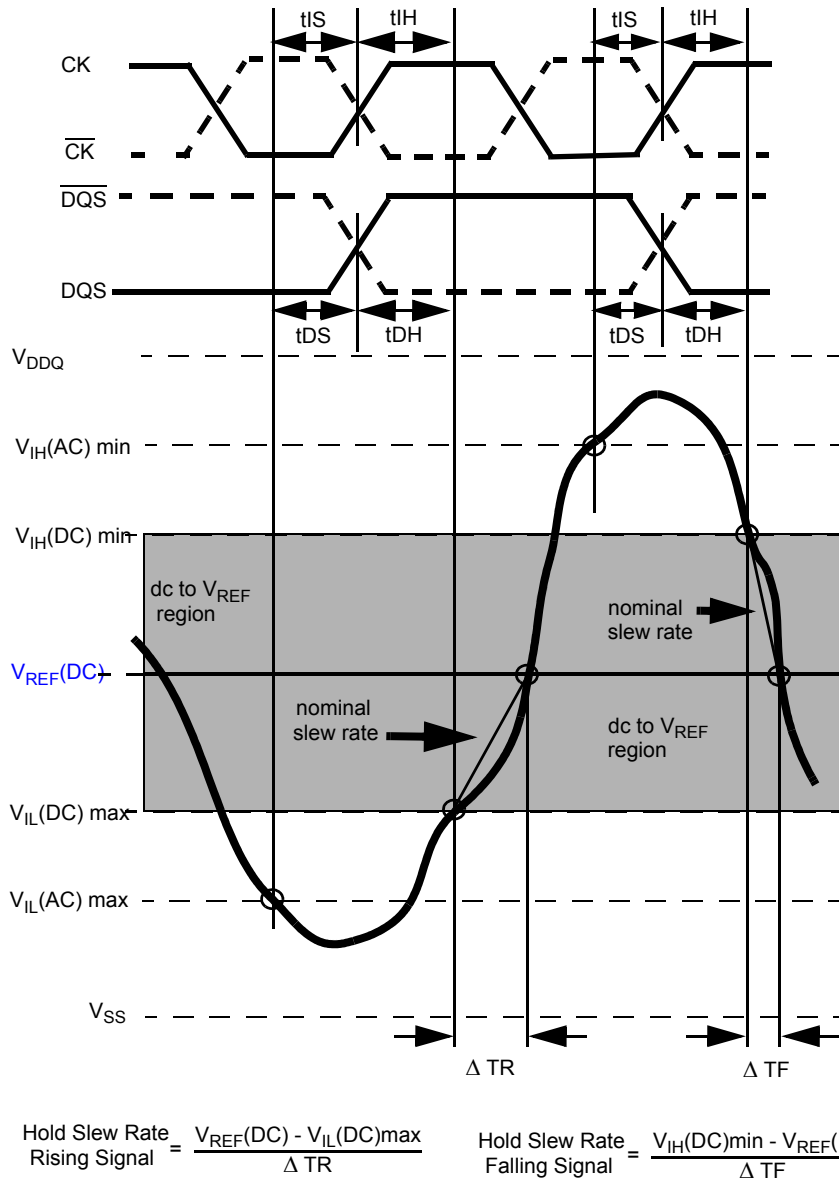 tIS tIH tIS tIH
CK
CK
DQS
DQS
tDS tDH tDS tDH
VDDQ
VIH(AC) min
VIH(DC) min
dc to VREF
region
nominal
slew rate
VREF(DC)
nominal
slew rate
dc to VREF
region
VIL(DC) max
VIL(AC) max
VSS
Δ TR Δ TF
Hold Slew Rate
Rising Signal = VREF(DC) - VIL(DC)max
Δ TR
Hold Slew Rate
Falling Signal = VIH(DC)min - VREF(
Δ TF